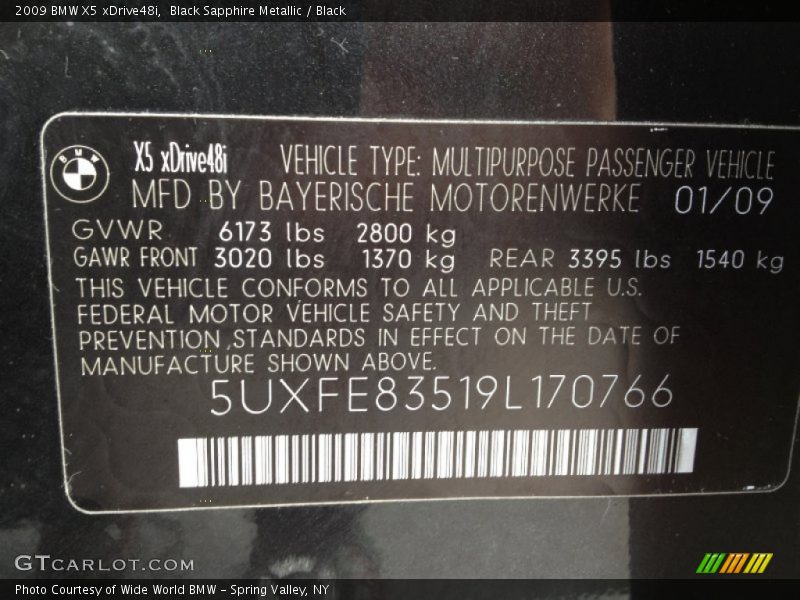 2009 BMW X5 xDrive48i, Black Sapphire Metallic / Black
BMW
X5 xDrive48i VEHICLE TYPE: MULTIPURPOSE PASSENGER VEHICLE
MFD BY BAYERISCHE MOTORENWERKE 01/09
GVWR 6173 lbs 2800 kg
GAWR FRONT 3020 lbs 1370 kg REAR 3395 lbs 1540 kg
THIS VEHICLE CONFORMS TO ALL APPLICABLE U.S.
FEDERAL MOTOR VEHICLE SAFETY AND THEFT
PREVENTION STANDARDS IN EFFECT ON THE DATE OF
MANUFACTURE SHOWN ABOVE.
5UXFE83519L170766
GTCARLOT.COM
Photo Courtesy of Wide World BMW - Spring Valley, NY